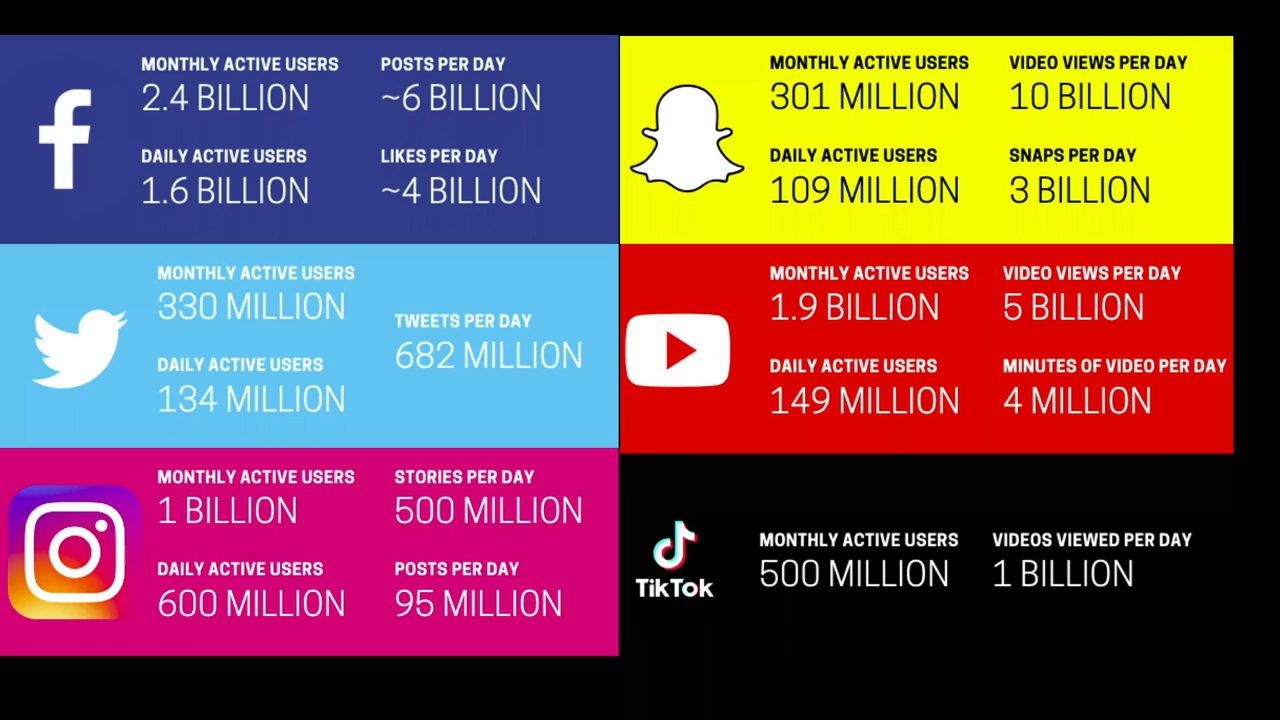 MONTHLY ACTIVE USERS
2.4 BILLION
POSTS PER DAY
~6 BILLION
DAILY ACTIVE USERS
1.6 BILLION
LIKES PER DAY
~4 BILLION
MONTHLY ACTIVE USERS
301 MILLION
VIDEO VIEWS PER DAY
10 BILLION
DAILY ACTIVE USERS
109 MILLION
SNAPS PER DAY
3 BILLION
MONTHLY ACTIVE USERS
330 MILLION
DAILY ACTIVE USERS
134 MILLION
TWEETS PER DAY
682 MILLION
MONTHLY ACTIVE USERS
1.9 BILLION
VIDEO VIEWS PER DAY
5 BILLION
DAILY ACTIVE USERS
149 MILLION
MINUTES OF VIDEO PER DAY
4 MILLION
MONTHLY ACTIVE USERS
1 BILLION
STORIES PER DAY
500 MILLION
DAILY ACTIVE USERS
600 MILLION
POSTS PER DAY
95 MILLION
TikTok
MONTHLY ACTIVE USERS
500 MILLION
VIDEOS VIEWED PER DAY
1 BILLION